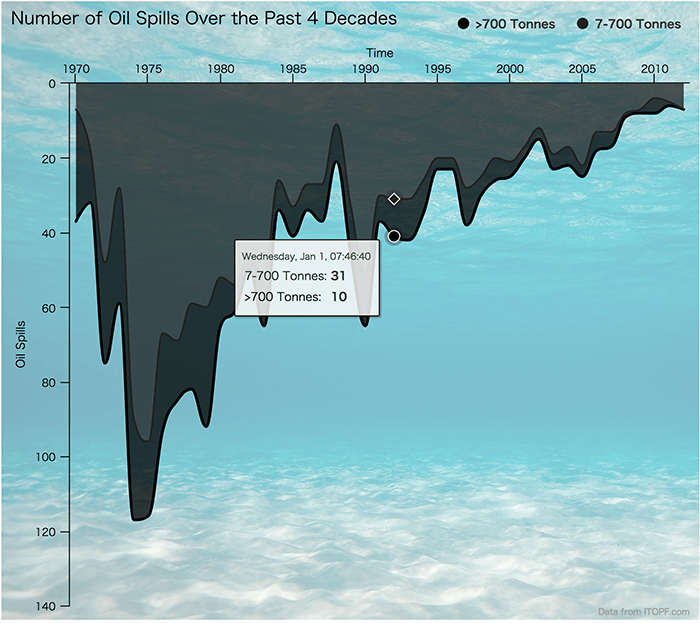 Number of Oil Spills Over the Past 4 Decades
>700 Tonnes
7-700 Tonnes
Time
1970 1975 1980 1985 1990 1995 2000 2005 2010
0
20
40
60
80
100
120
140
Oil Spills
Wednesday, Jan 1, 07:46:40
7-700 Tonnes: 31
>700 Tonnes: 10
Data from ITOPF.com